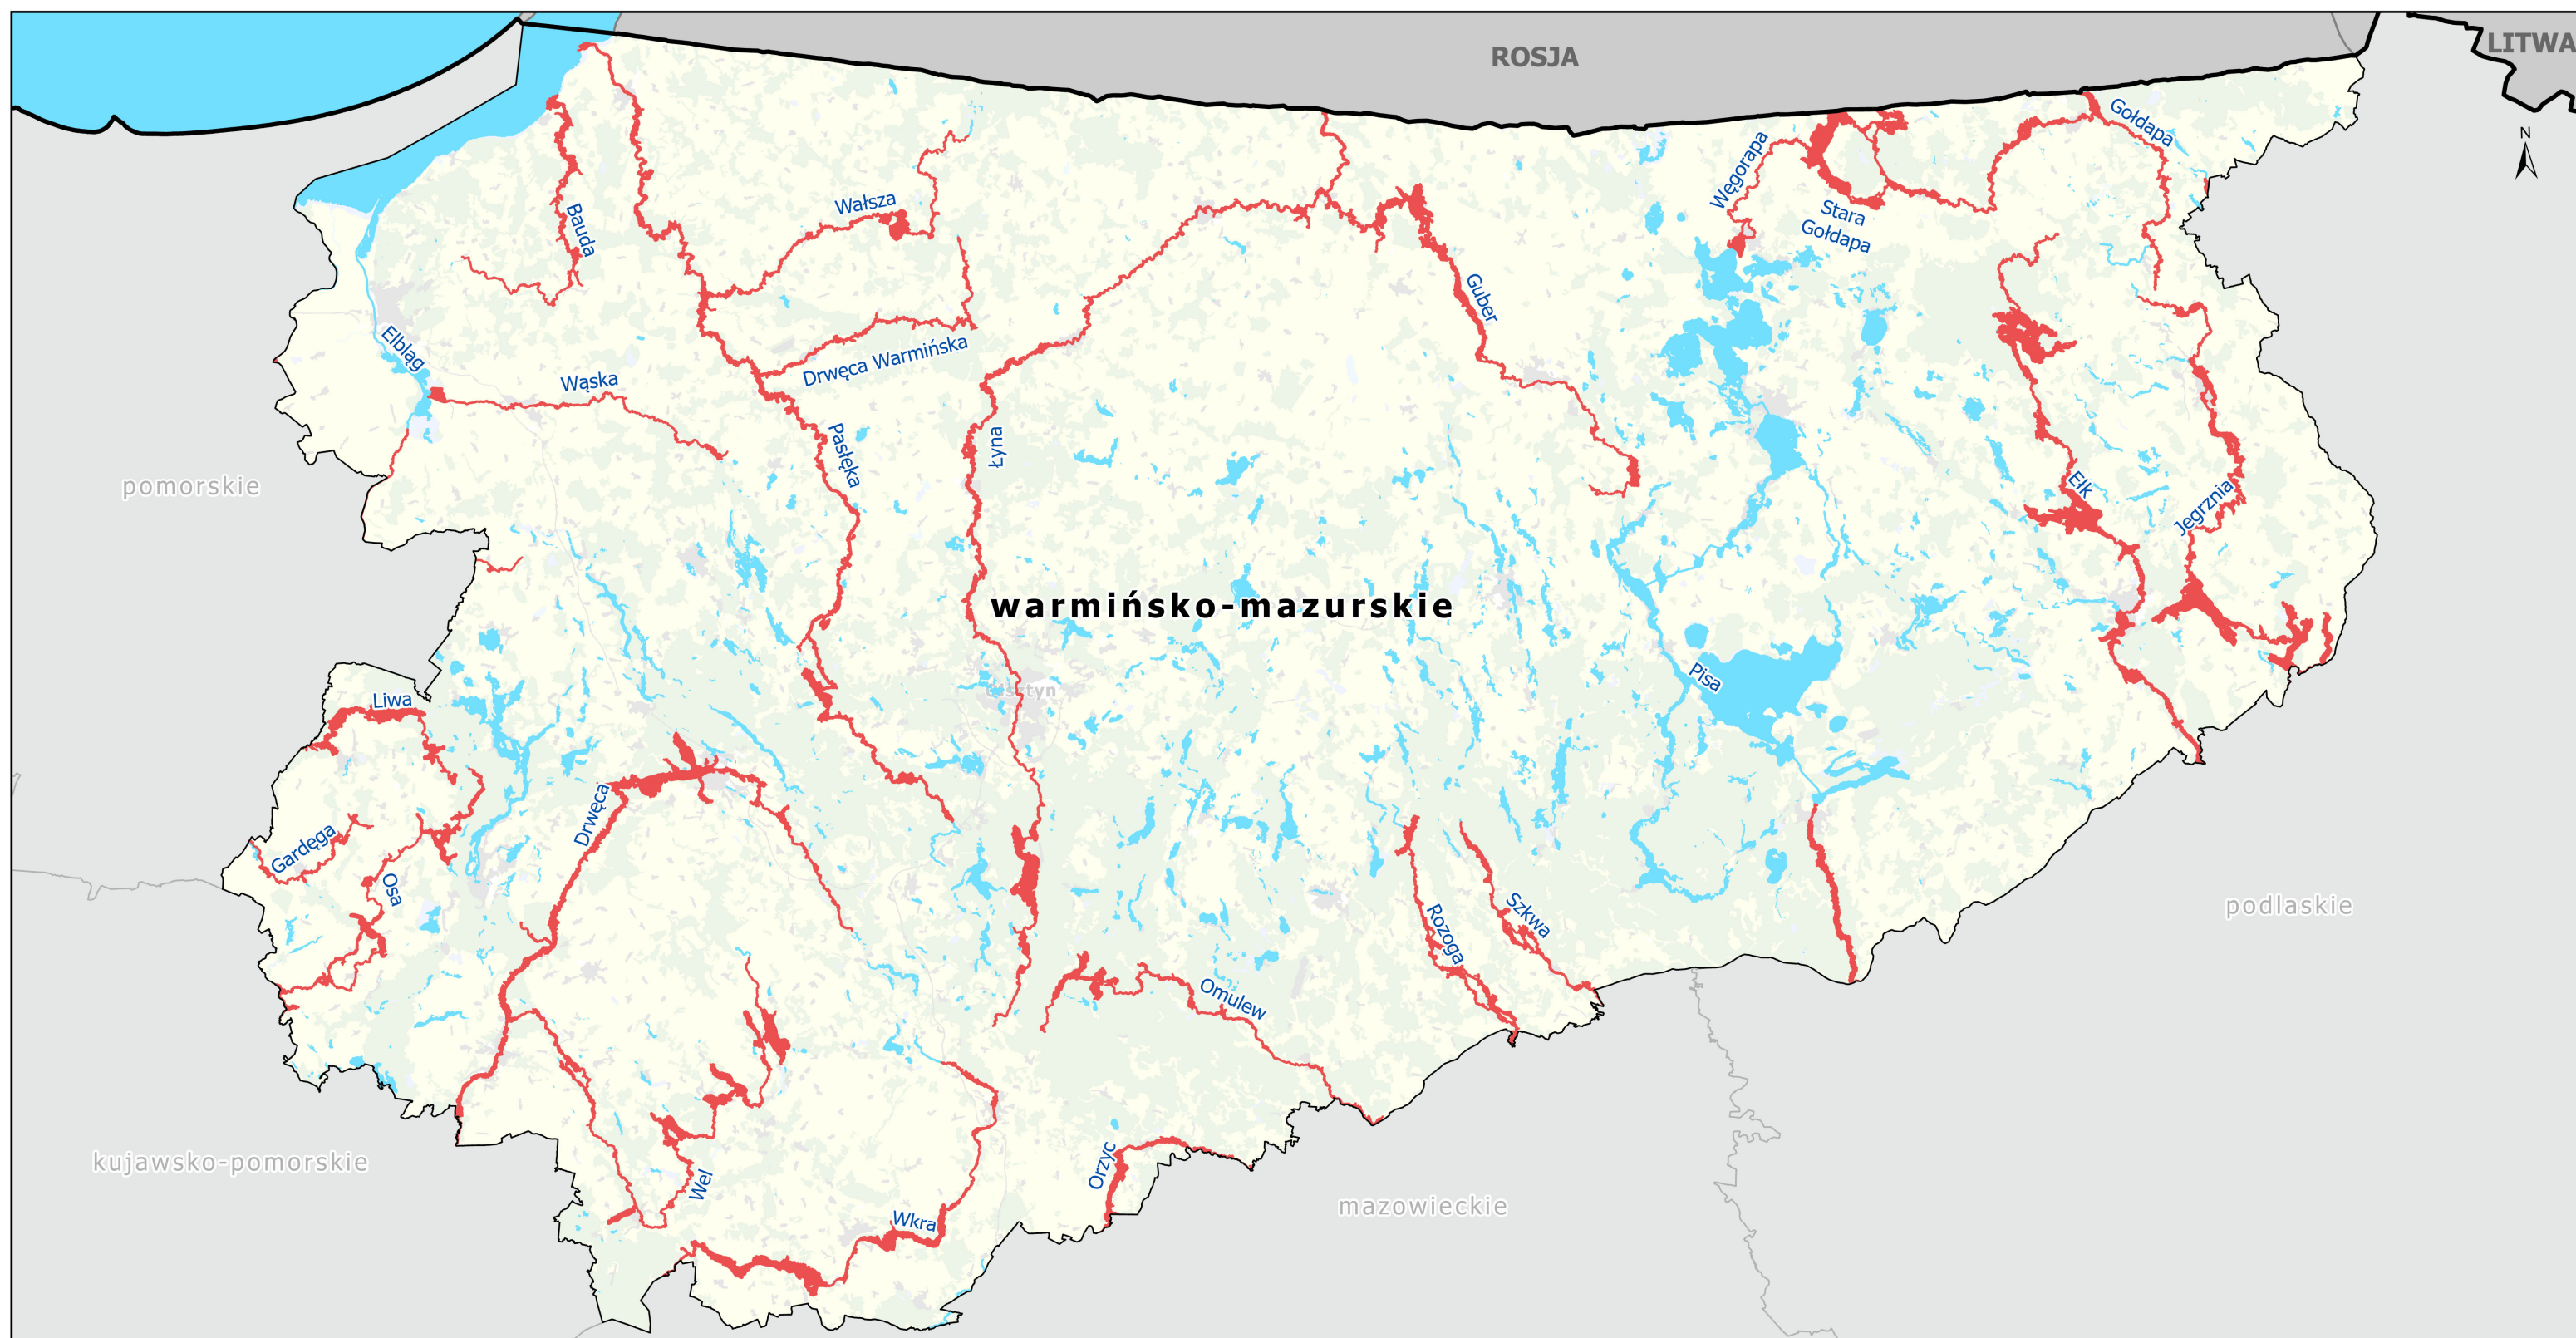 ROSJA
LITWA
N
Gołdapa
Węgorapa
Stara
Gołdapa
Wałsza
Bauda
Guber
Elbląg
Drwęca Warmińska
Wąska
Pasłęka
Łyna
pomorskie
Ełk
Jegrznia
warmińsko-mazurskie
Olsztyn
Pisa
Liwa
Drwęca
Gardęga
Osa
Szkwa
Rozoga
podlaskie
Omulew
kujawsko-pomorskie
Orzyc
Wel
mazowieckie
Wkra